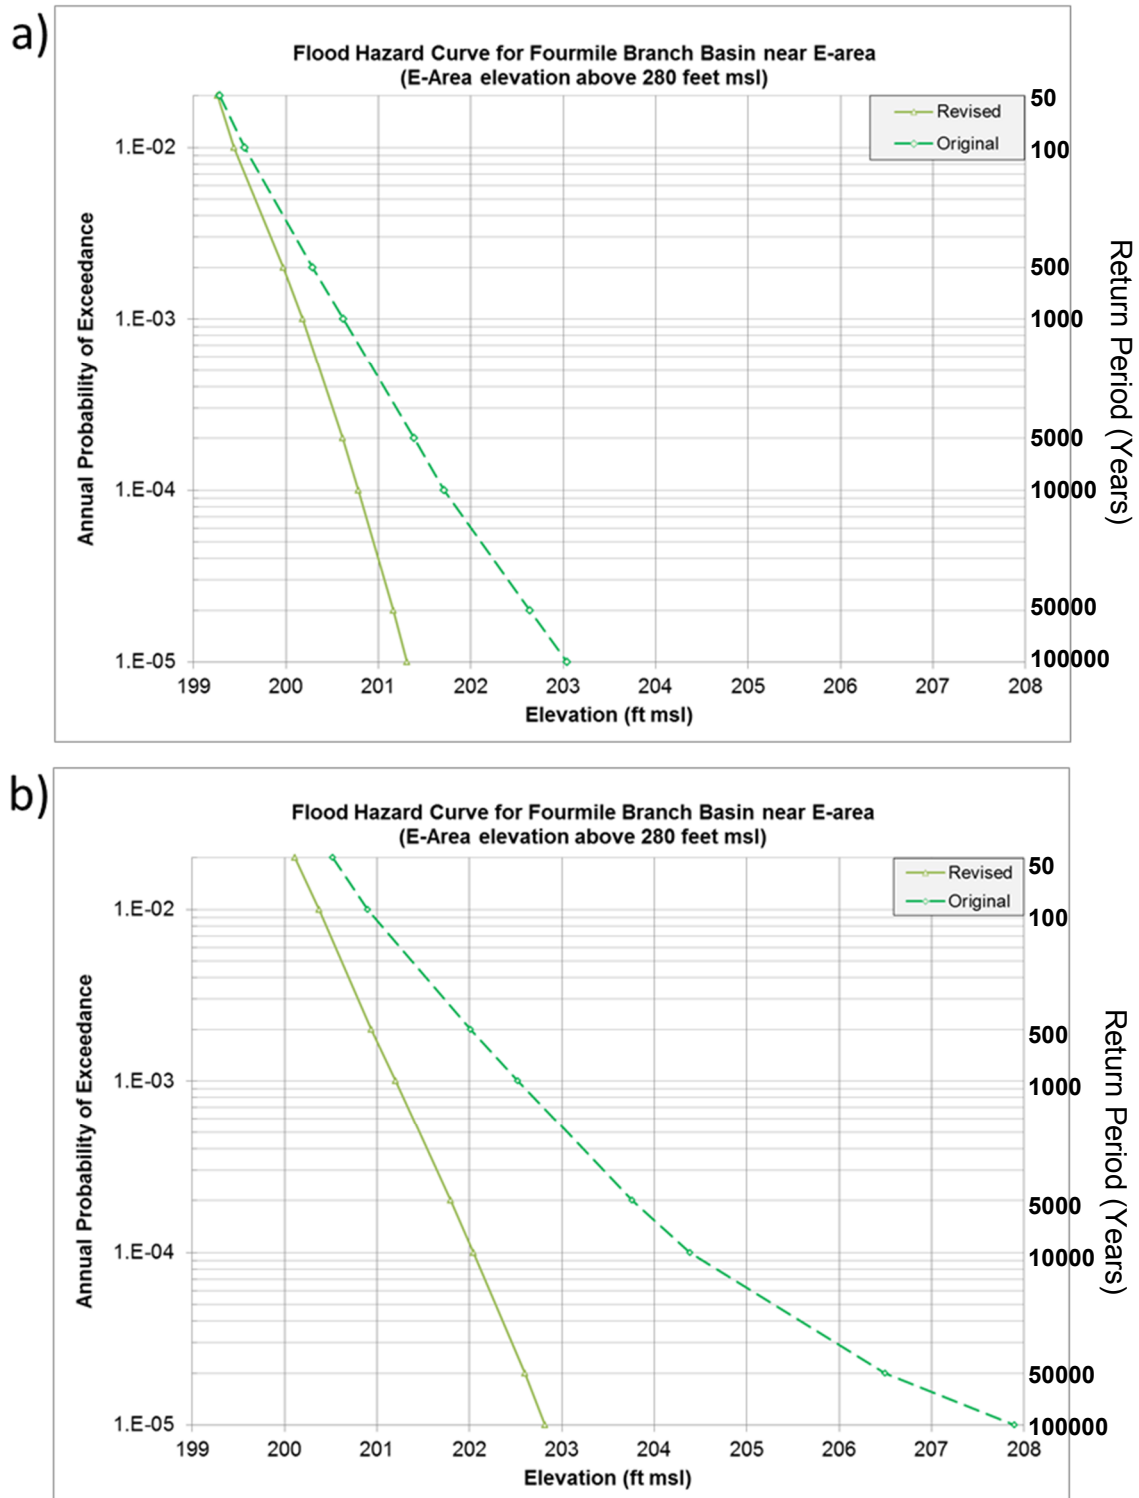 a)
Flood Hazard Curve for Fourmile Branch Basin near E-area
(E-Area elevation above 280 feet msl)
Revised
Original
50
100
500
1000
5000
10000
50000
100000
Return Period (Years)
1.E-02
1.E-03
1.E-04
1.E-05
Annual Probability of Exceedance
199 200 201 202 203 204 205 206 207 208
Elevation (ft msl)
b)
Flood Hazard Curve for Fourmile Branch Basin near E-area
(E-Area elevation above 280 feet msl)
Revised
Original
50
100
500
1000
5000
10000
50000
100000
Return Period (Years)
1.E-02
1.E-03
1.E-04
1.E-05
Annual Probability of Exceedance
199 200 201 202 203 204 205 206 207 208
Elevation (ft msl)